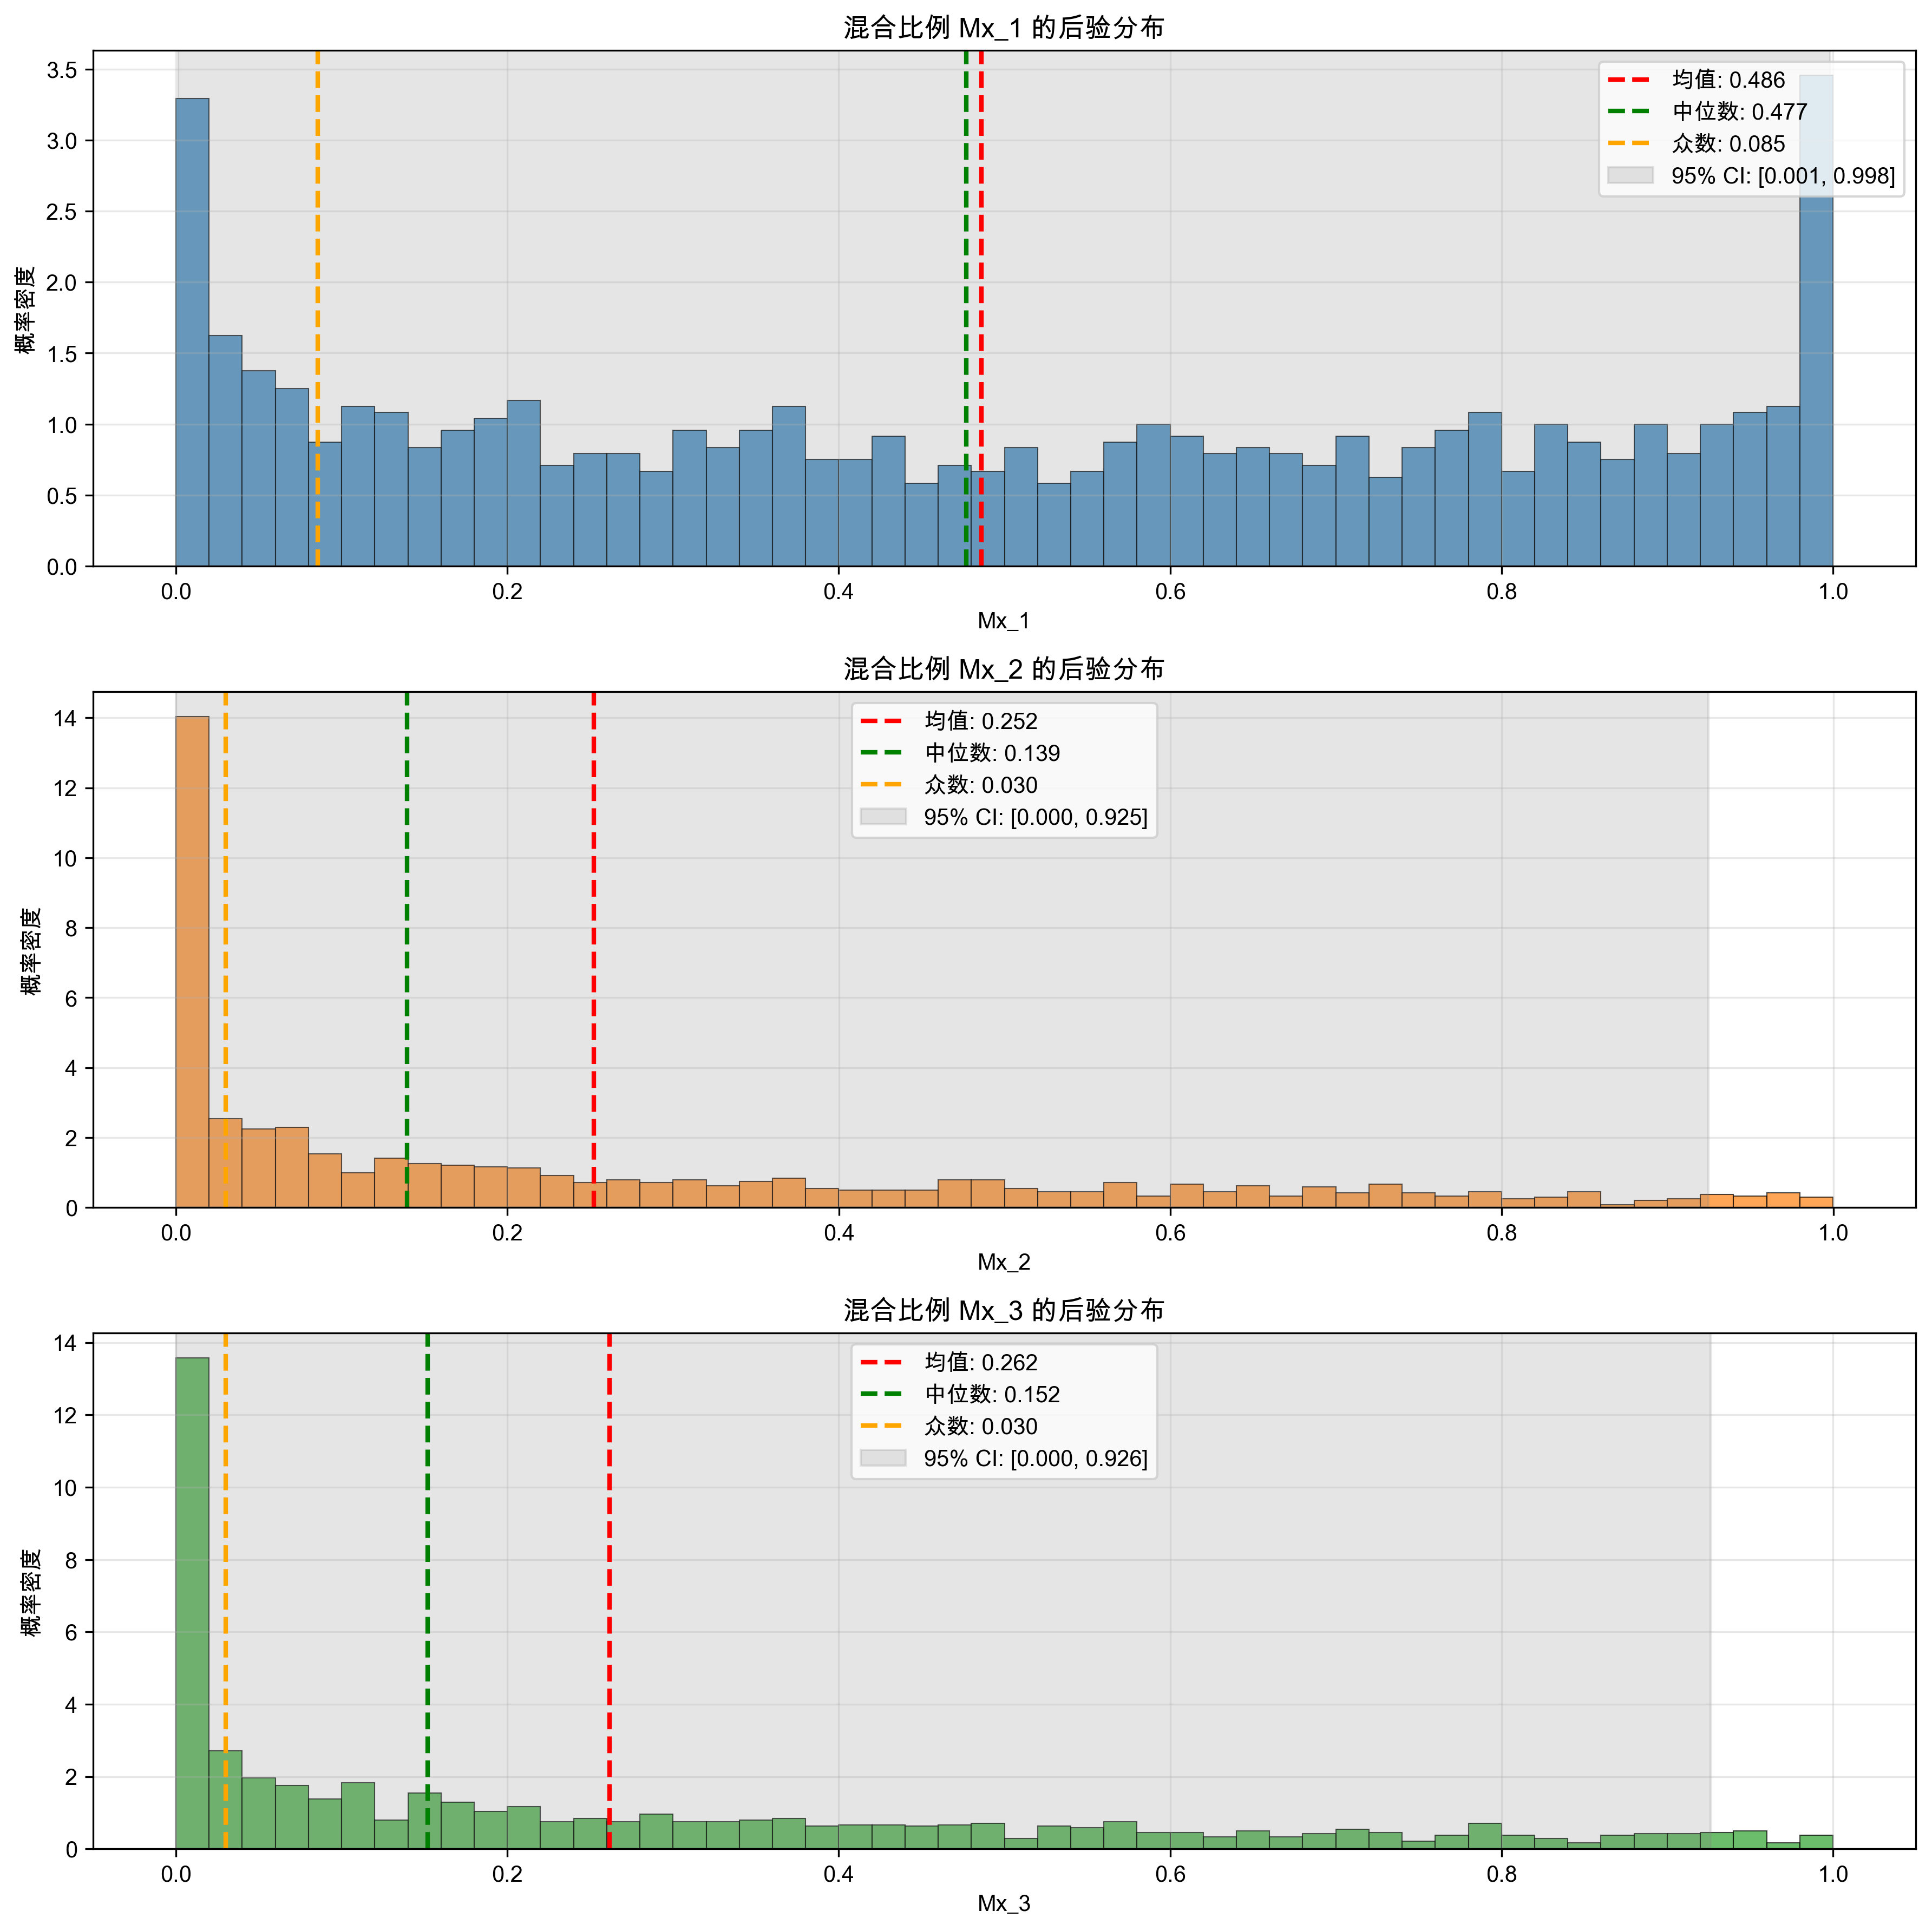 混合比例 Mx_1 的后验分布
概率密度
3.5
3.0
2.5
2.0
1.5
1.0
0.5
0.0
均值: 0.486
中位数: 0.477
众数: 0.085
95% CI: [0.001, 0.998]
0.0 0.2 0.4 0.6 0.8 1.0
Mx_1
混合比例 Mx_2 的后验分布
概率密度
14
12
10
8
6
4
2
0
均值: 0.252
中位数: 0.139
众数: 0.030
95% CI: [0.000, 0.925]
0.0 0.2 0.4 0.6 0.8 1.0
Mx_2
混合比例 Mx_3 的后验分布
概率密度
14
12
10
8
6
4
2
0
均值: 0.262
中位数: 0.152
众数: 0.030
95% CI: [0.000, 0.926]
0.0 0.2 0.4 0.6 0.8 1.0
Mx_3